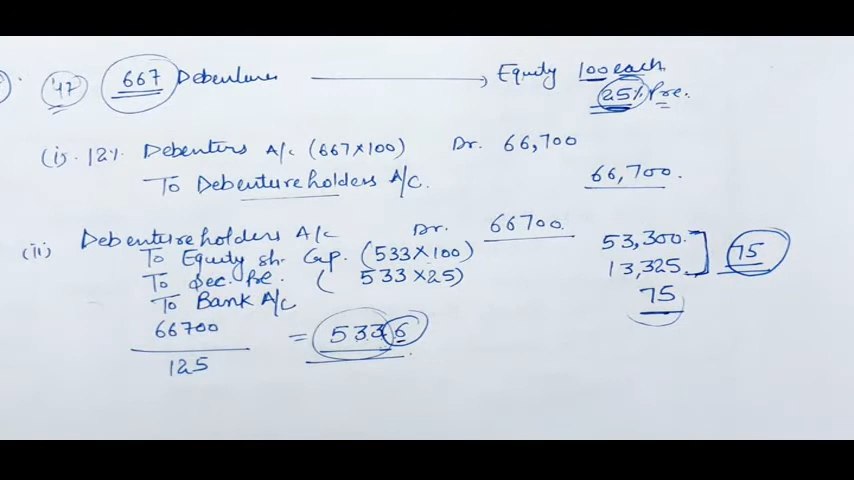 47 667 Debentures → Equity 100 each.
25% Pre.
(i). 12% Debenters A/c (667×100) Dr. 66,700
To Debentureholders A/c. 66,700.
(ii) Debentureholders A/c Dr. 66700.
To Equity sh. Cap. (533×100) 53,300.
To Sec. Pre. (533×25) 13,325. 75
To Bank A/c 75
66700
125
= 533.6